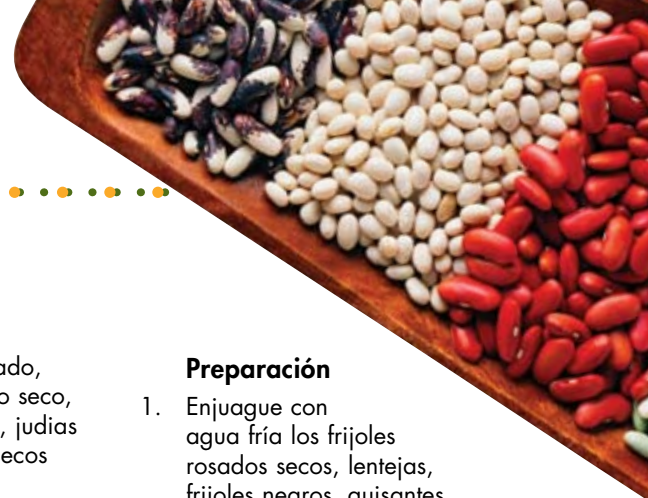 ado,
o seco,
, judias
ecos
Preparación
1. Enjuague con
agua fría los frijoles
rosados secos, lentejas,
frijoles negros, guisantes